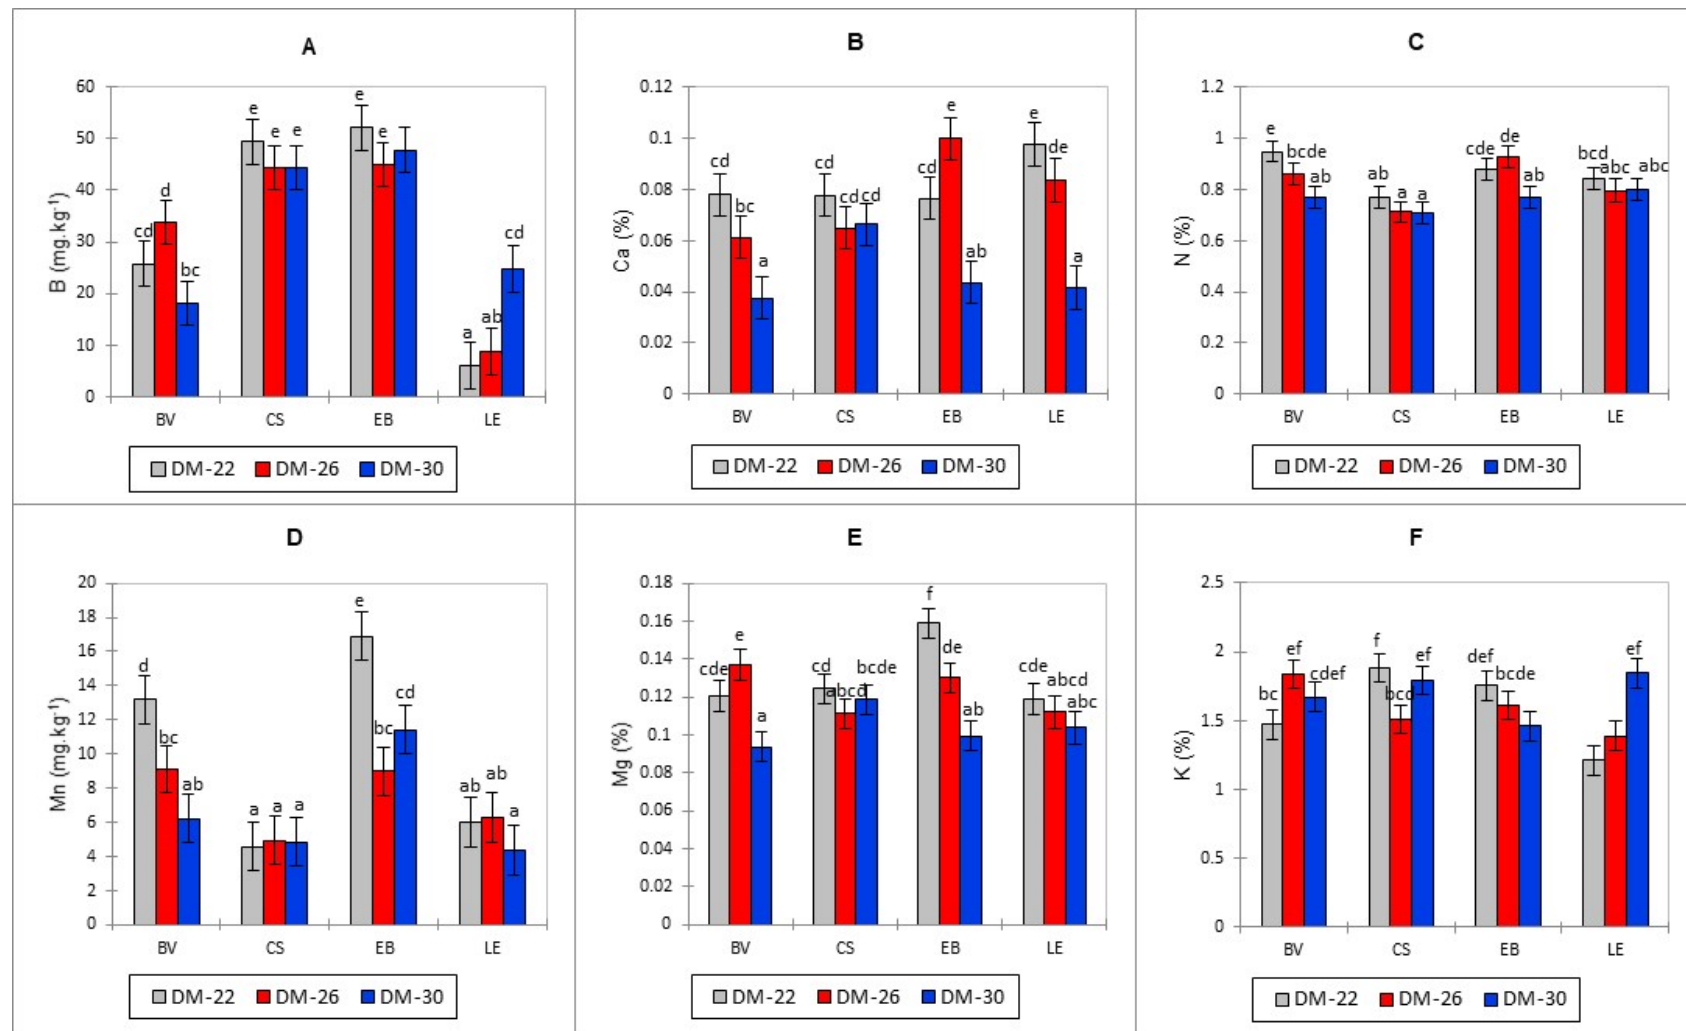 A
B (mg.kg⁻¹)
60
50
40
30
20
10
0
cd
d
bc
e
e
e
e
e
a
ab
cd
BV
CS
EB
LE
DM-22
DM-26
DM-30
B
Ca (%)
0.12
0.1
0.08
0.06
0.04
0.02
0
cd
bc
a
cd
cd
cd
cd
e
ab
e
de
a
BV
CS
EB
LE
DM-22
DM-26
DM-30
C
N (%)
1.2
1
0.8
0.6
0.4
0.2
0
e
bcde
ab
ab
a
a
cde
de
ab
bcd
abc
abc
BV
CS
EB
LE
DM-22
DM-26
DM-30
D
Mn (mg.kg⁻¹)
20
18
16
14
12
10
8
6
4
2
0
d
bc
ab
a
a
a
e
bc
cd
ab
ab
a
BV
CS
EB
LE
DM-22
DM-26
DM-30
E
Mg (%)
0.18
0.16
0.14
0.12
0.1
0.08
0.06
0.04
0.02
0
cde
e
a
cd
abcd
bcde
f
de
ab
cde
abcd
abc
BV
CS
EB
LE
DM-22
DM-26
DM-30
F
K (%)
2.5
2
1.5
1
0.5
0
bc
ef
cdef
f
bcd
ef
def
bcde
ef
BV
CS
EB
LE
DM-22
DM-26
DM-30